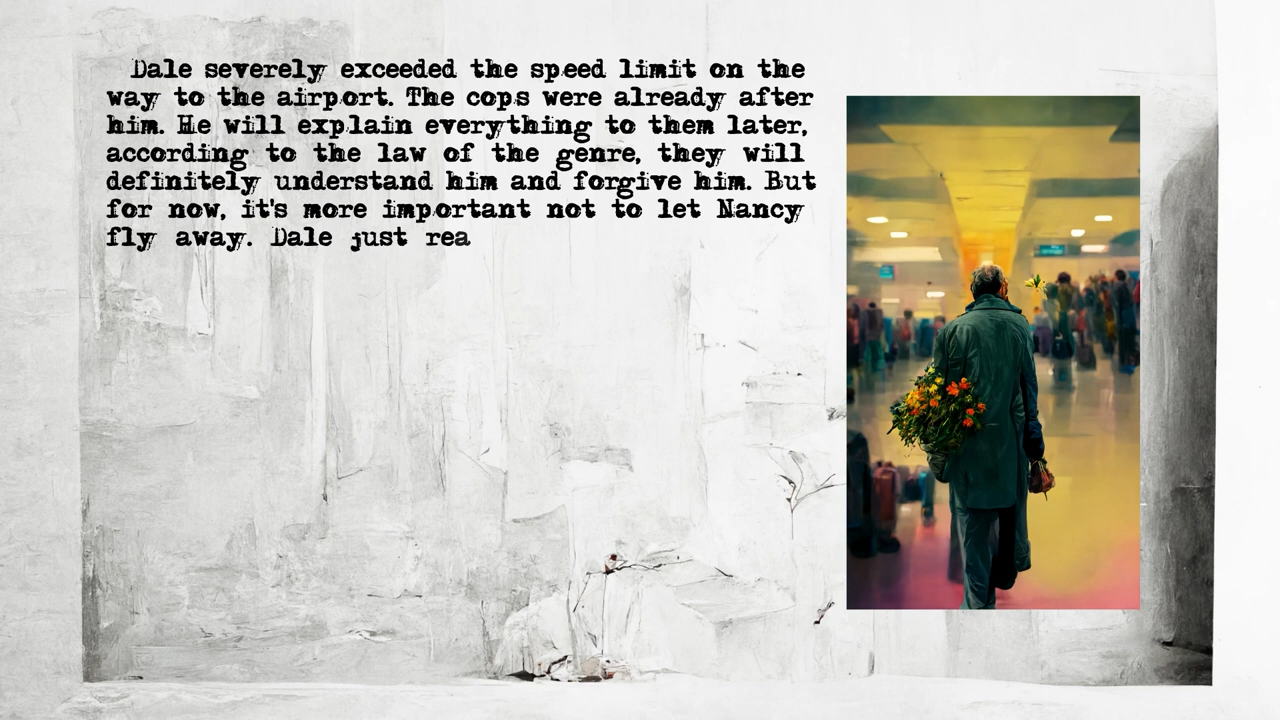 Dale severely exceeded the speed limit on the
way to the airport. The cops were already after
him. He will explain everything to them later,
according to the law of the genre, they will
definitely understand him and forgive him. But
for now, it's more important not to let Nancy
fly away. Dale just rea